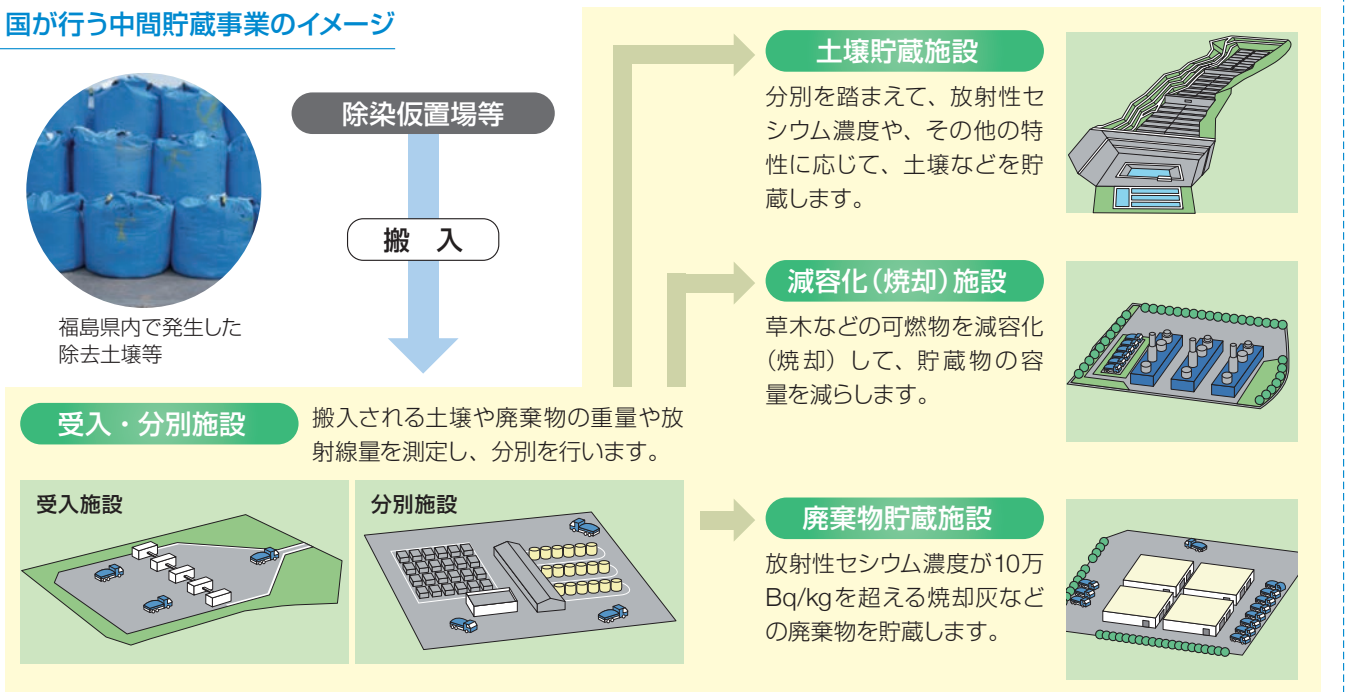 国が行う中間貯蔵事業のイメージ
除染仮置場等
搬 入
福島県内で発生した
除去土壌等
受入・分別施設
搬入される土壌や廃棄物の重量や放
射線量を測定し、分別を行います。
受入施設
分別施設
土壌貯蔵施設
分別を踏まえて、放射性セ
シウム濃度や、その他の特
性に応じて、土壌などを貯
蔵します。
減容化(焼却)施設
草木などの可燃物を減容化
(焼却)して、貯蔵物の容
量を減らします。
廃棄物貯蔵施設
放射性セシウム濃度が10万
Bq/kgを超える焼却灰など
の廃棄物を貯蔵します。